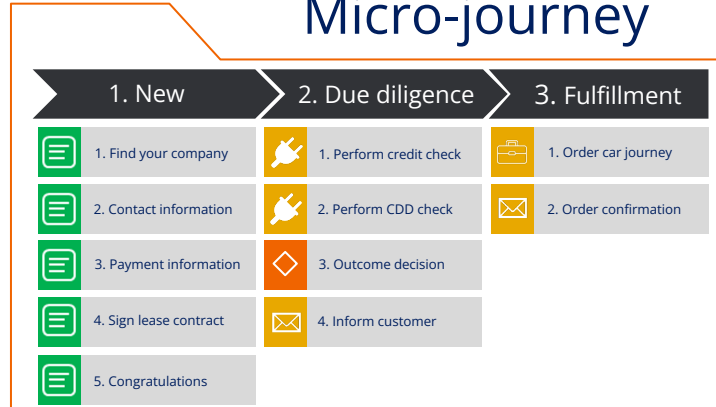 Micro-journey
1. New
2. Due diligence
3. Fulfillment
1. Find your company
2. Contact information
3. Payment information
4. Sign lease contract
5. Congratulations
1. Perform credit check
2. Perform CDD check
3. Outcome decision
4. Inform customer
1. Order car journey
2. Order confirmation